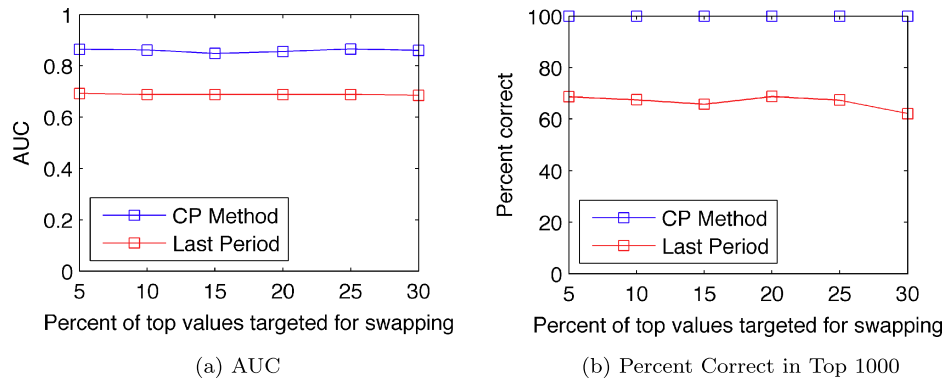 1
0.8
0.6
0.4
0.2
0
AUC
CP Method
Last Period
5 10 15 20 25 30
Percent of top values targeted for swapping
(a) AUC
100
80
60
40
20
0
Percent correct
CP Method
Last Period
5 10 15 20 25 30
Percent of top values targeted for swapping
(b) Percent Correct in Top 1000